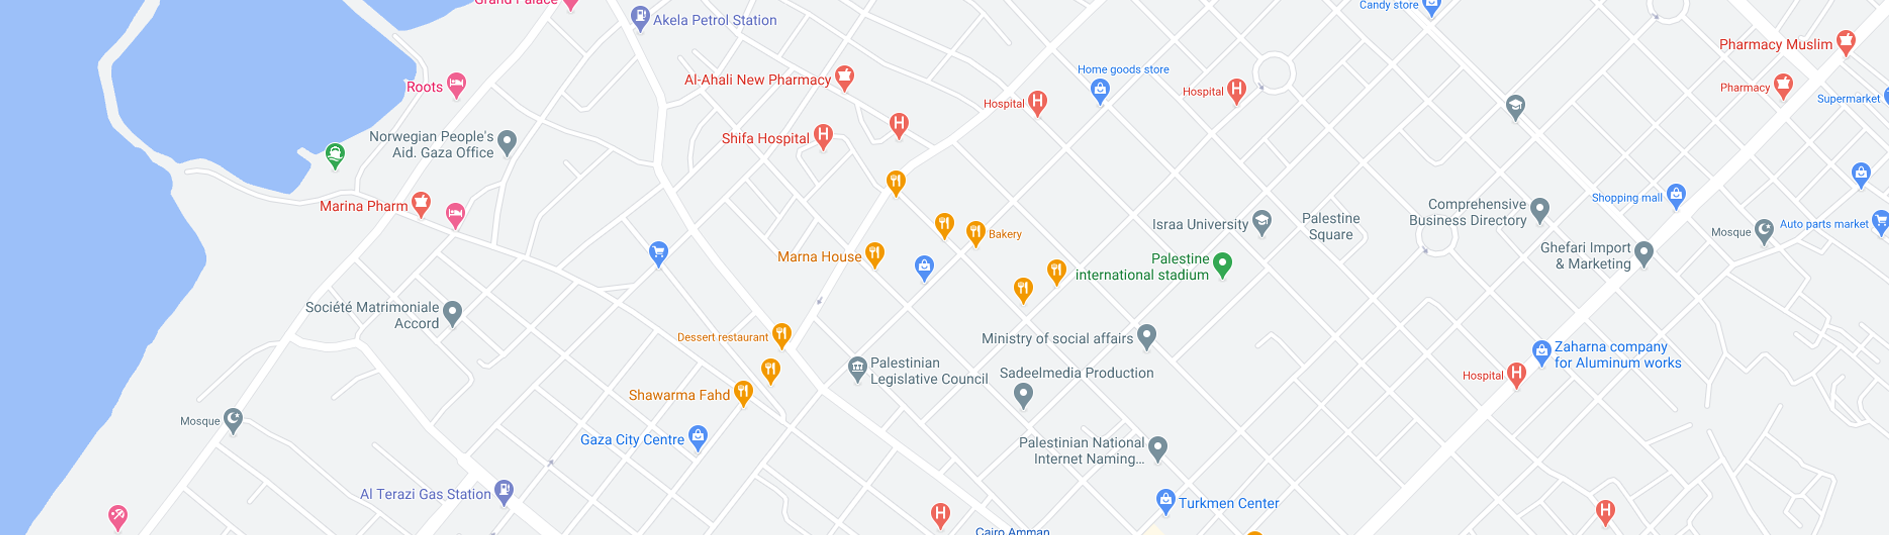 Grand Palace
Akela Petrol Station
Candy store
Pharmacy Muslim
Al-Ahali New Pharmacy
Home goods store
Roots
Hospital
Hospital
Pharmacy
Supermarket
Norwegian People's
Aid. Gaza Office
Shifa Hospital
Marina Pharm
Shopping mall
Comprehensive
Business Directory
Israa University
Palestine
Square
Auto parts market
Mosque
Bakery
Marna House
Ghefari Import
& Marketing
Palestine
international stadium
Société Matrimoniale
Accord
Dessert restaurant
Ministry of social affairs
Zaharna company
for Aluminum works
Palestinian
Legislative Council
Sadeelmedia Production
Hospital
Shawarma Fahd
Mosque
Gaza City Centre
Palestinian National
Internet Naming...
Al Terazi Gas Station
Turkmen Center
Cairo Amman